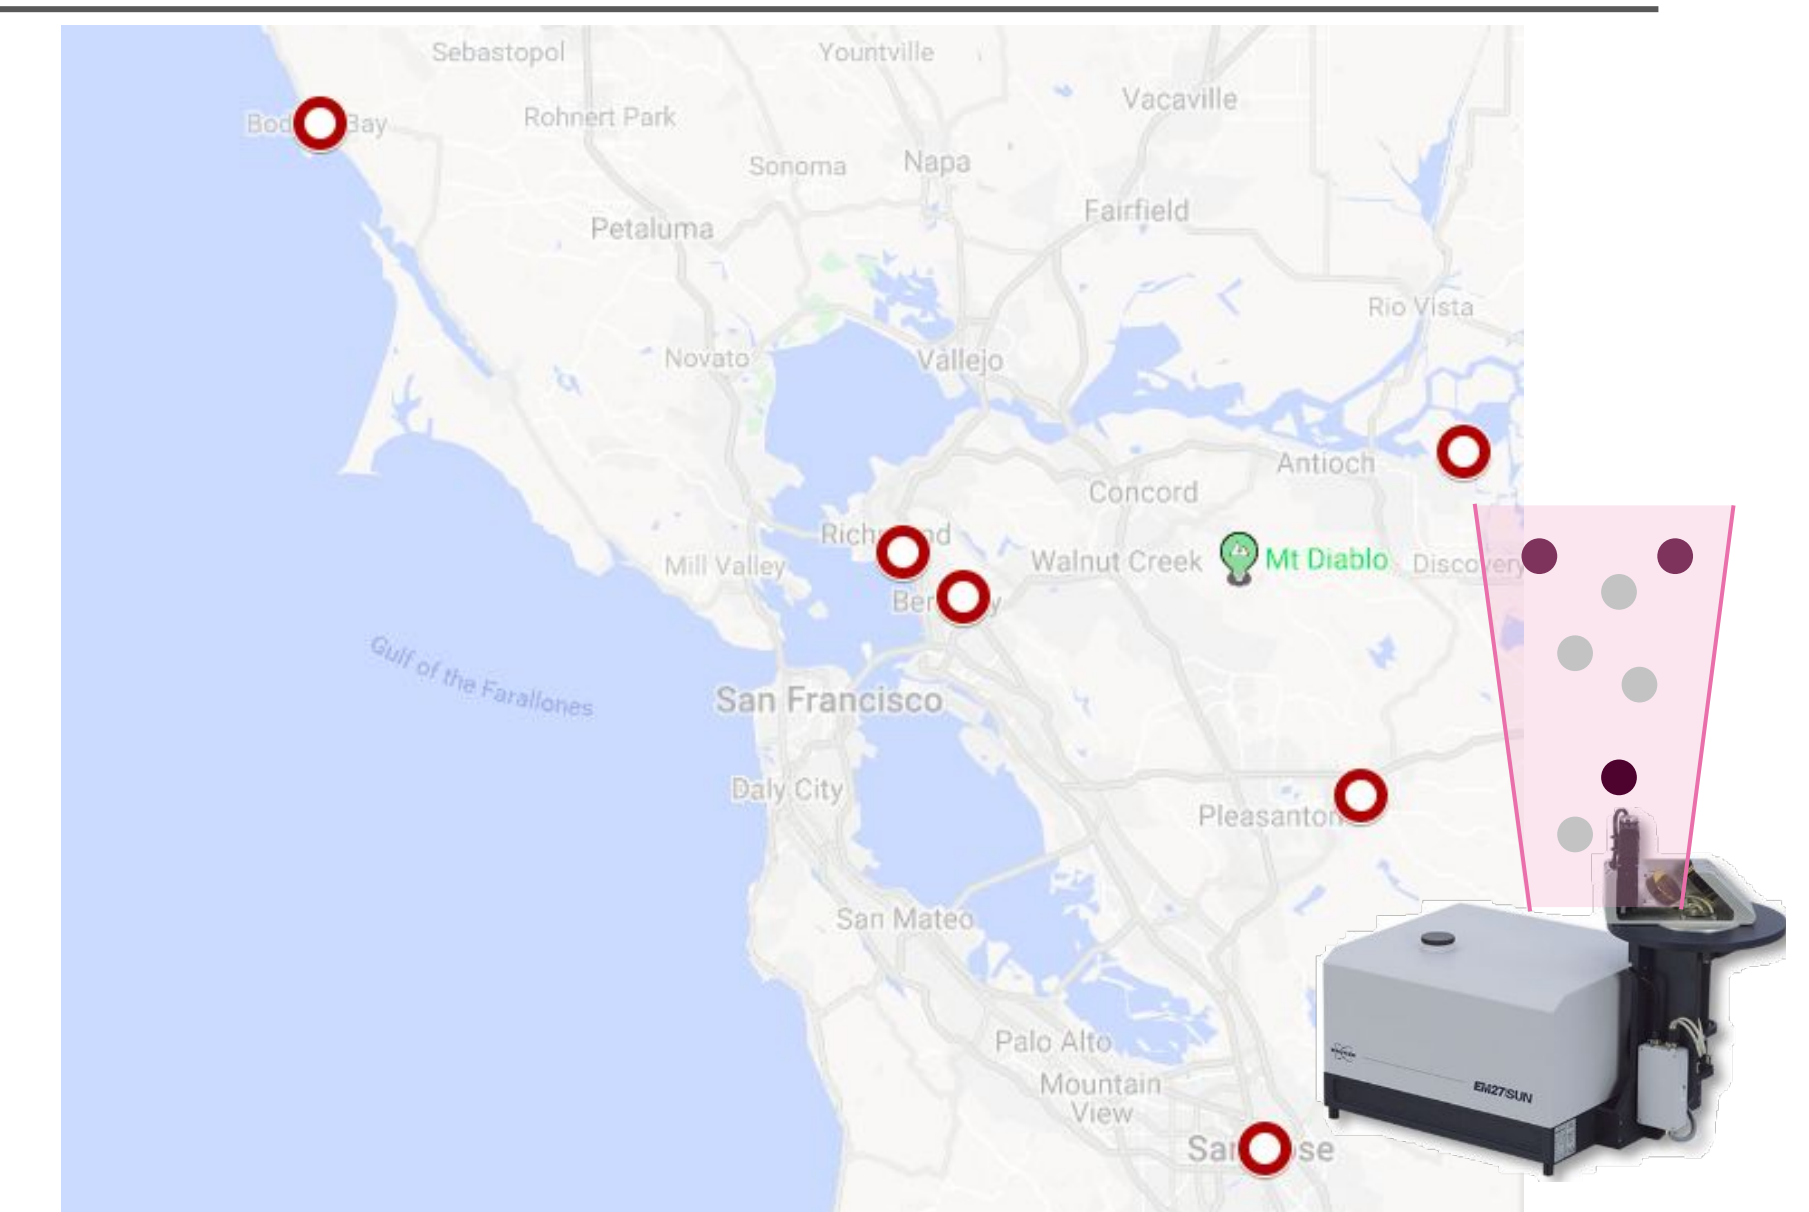 Sebastopol
Yountville
Vacaville
Rohnert Park
Sonoma
Napa
Petaluma
Fairfield
Rio Vista
Novato
Vallejo
Antioch
Concord
Mill Valley
Walnut Creek
Mt Diablo
Discovery
Gulf of the Farallones
San Francisco
Daly City
Pleasanton
San Mateo
Palo Alto
Mountain
View
EM27/SUN